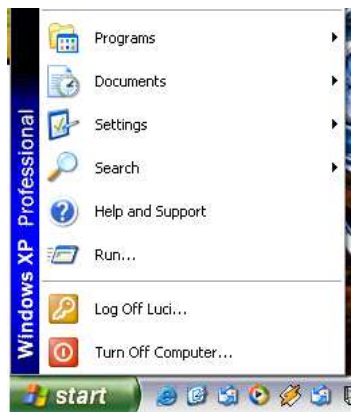 Programs
Documents
Settings
Search
Help and Support
Run...
Log Off Luci...
Turn Off Computer...
Windows XP Professional
start